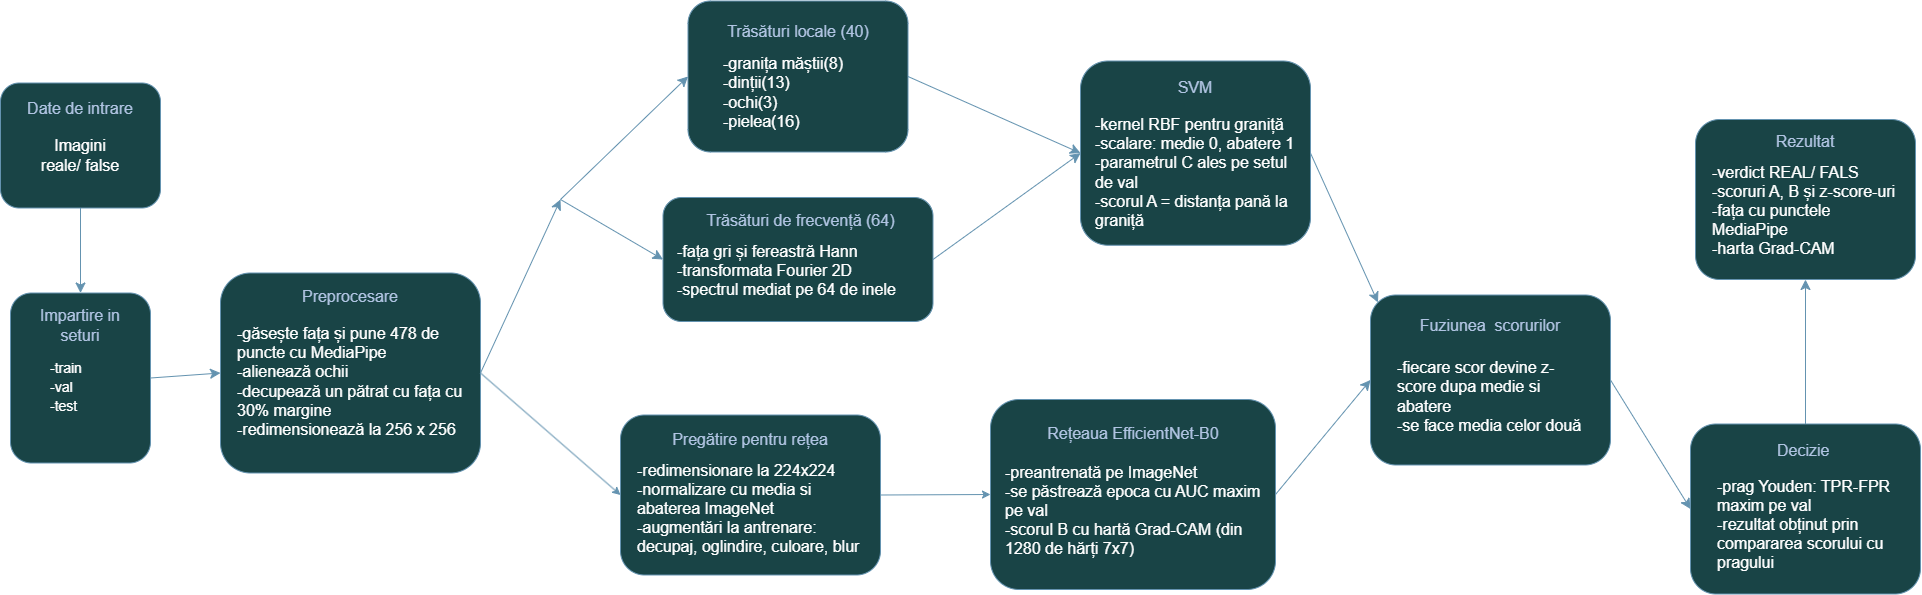 Date de intrare
Imagini
reale/ false
Impartire in
seturi
-train
-val
-test
Preprocesare
-găsește fața și pune 478 de
puncte cu MediaPipe
-alienează ochii
-decupează un pătrat cu fața cu
30% margine
-redimensionează la 256 x 256
Trăsături locale (40)
-granița măștii(8)
-dinții(13)
-ochi(3)
-pielea(16)
Trăsături de frecvență (64)
-fața gri și fereastră Hann
-transformata Fourier 2D
-spectrul mediat pe 64 de inele
Pregătire pentru rețea
-redimensionare la 224x224
-normalizare cu media si
abaterea ImageNet
-augmentări la antrenare:
decupaj, oglindire, culoare, blur
SVM
-kernel RBF pentru graniță
-scalare: medie 0, abatere 1
-parametrul C ales pe setul
de val
-scorul A = distanța pană la
graniță
Rețeaua EfficientNet-B0
-preantrenată pe ImageNet
-se păstrează epoca cu AUC maxim
pe val
-scorul B cu hartă Grad-CAM (din
1280 de hărți 7x7)
Fuziunea  scorurilor
-fiecare scor devine z-
score dupa medie si
abatere
-se face media celor două
Decizie
-prag Youden: TPR-FPR
maxim pe val
-rezultat obținut prin
compararea scorului cu
pragului
Rezultat
-verdict REAL/ FALS
-scoruri A, B și z-score-uri
-fața cu punctele
MediaPipe
-harta Grad-CAM